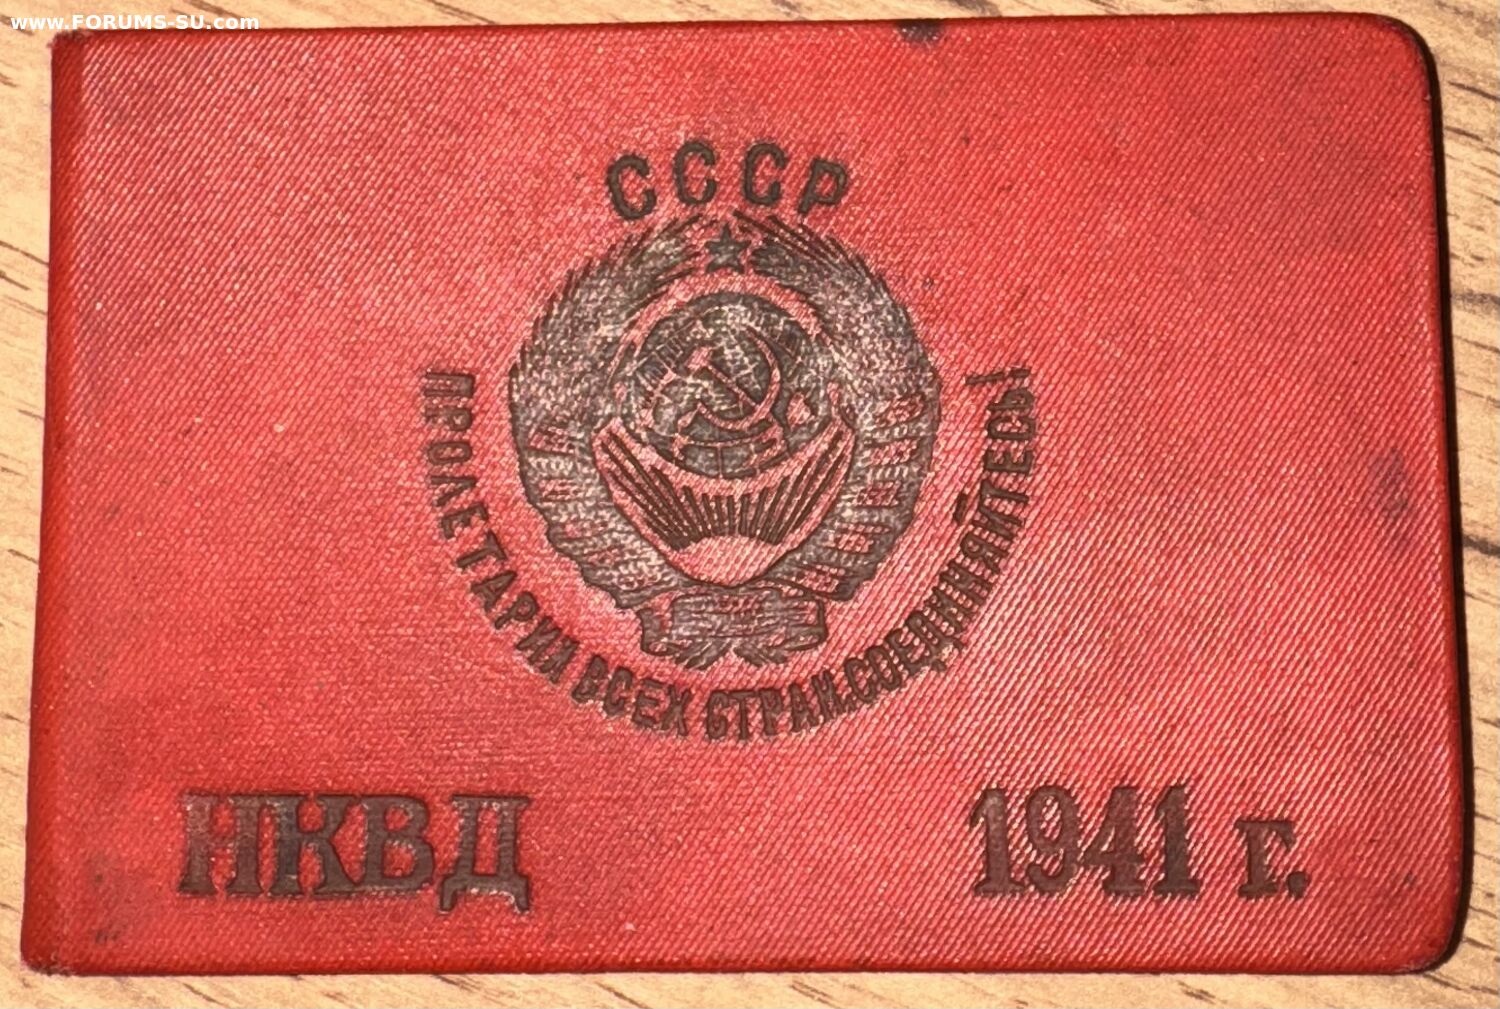 www.FORUMS-SU.com
СССР
ПРОЛЕТАРИИ ВСЕХ СТРАН, СОЕДИНЯЙТЕСЬ!
НКВД 1941 г.